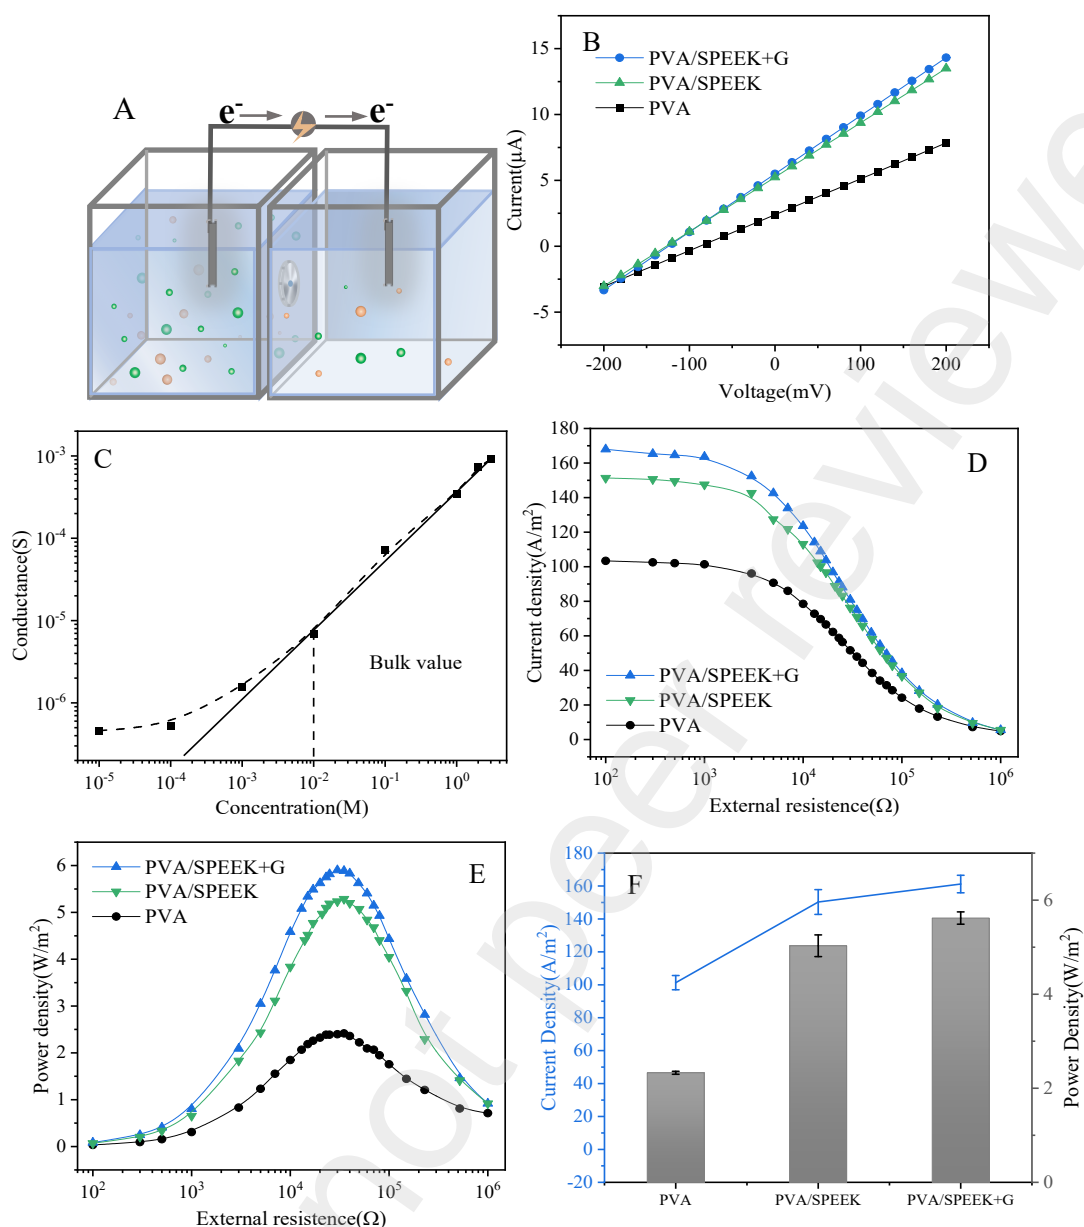 A
e⁻ e⁻
B
PVA/SPEEK+G
PVA/SPEEK
PVA
15
10
5
0
-5
Current(μA)
-200 -100 0 100 200
Voltage(mV)
C
10⁻³
10⁻⁴
10⁻⁵
10⁻⁶
Conductance(S)
Bulk value
10⁻⁵ 10⁻⁴ 10⁻³ 10⁻² 10⁻¹ 10⁰
Concentration(M)
D
180
160
140
120
100
80
60
40
20
0
Current density(A/m²)
PVA/SPEEK+G
PVA/SPEEK
PVA
10² 10³ 10⁴ 10⁵ 10⁶
External resistence(Ω)
E
PVA/SPEEK+G
PVA/SPEEK
PVA
6
5
4
3
2
1
0
Power density(W/m²)
10² 10³ 10⁴ 10⁵ 10⁶
External resistence(Ω)
F
180
160
140
120
100
80
60
40
20
0
-20
Current Density(A/m²)
6
4
2
0
Power Density(W/m²)
PVA PVA/SPEEK PVA/SPEEK+G
not peer reviewe